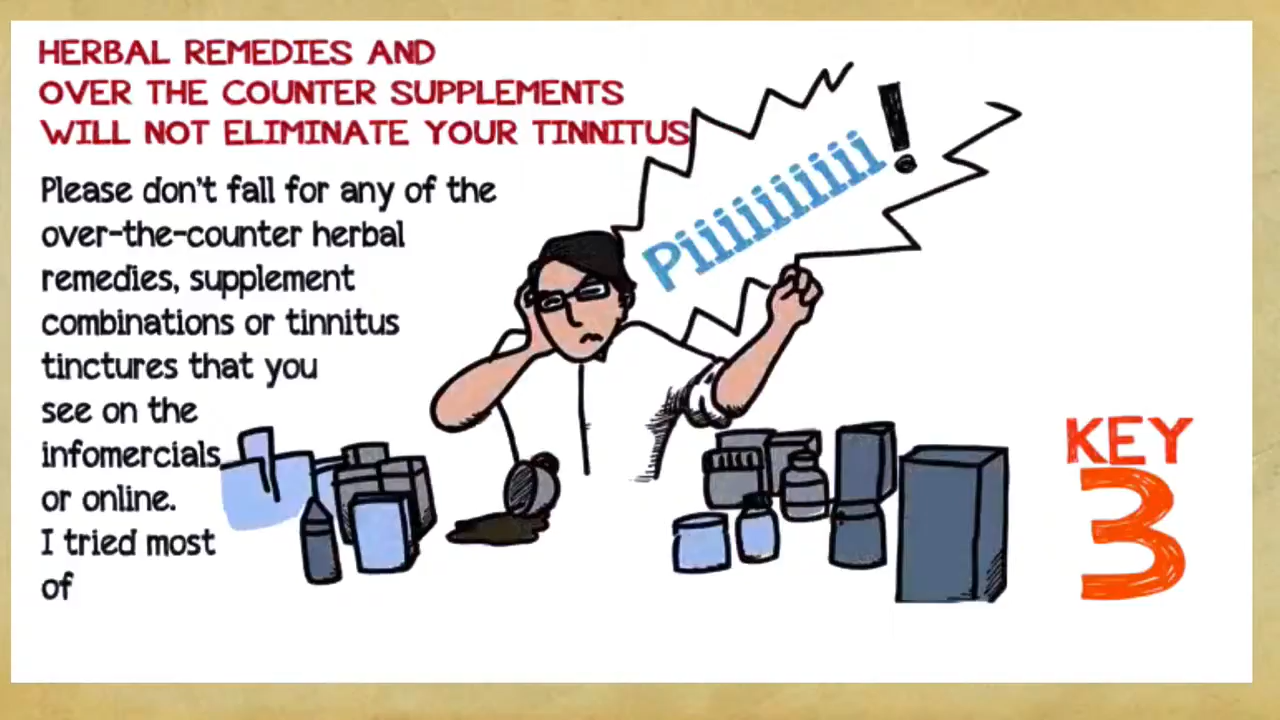 HERBAL REMEDIES AND
OVER THE COUNTER SUPPLEMENTS
WILL NOT ELIMINATE YOUR TINNITUS
Please don't fall for any of the
over-the-counter herbal
remedies, supplement
combinations or tinnitus
tinctures that you
see on the
infomercials
or online.
I tried most
of
Piiiiiiiiii!
KEY
3